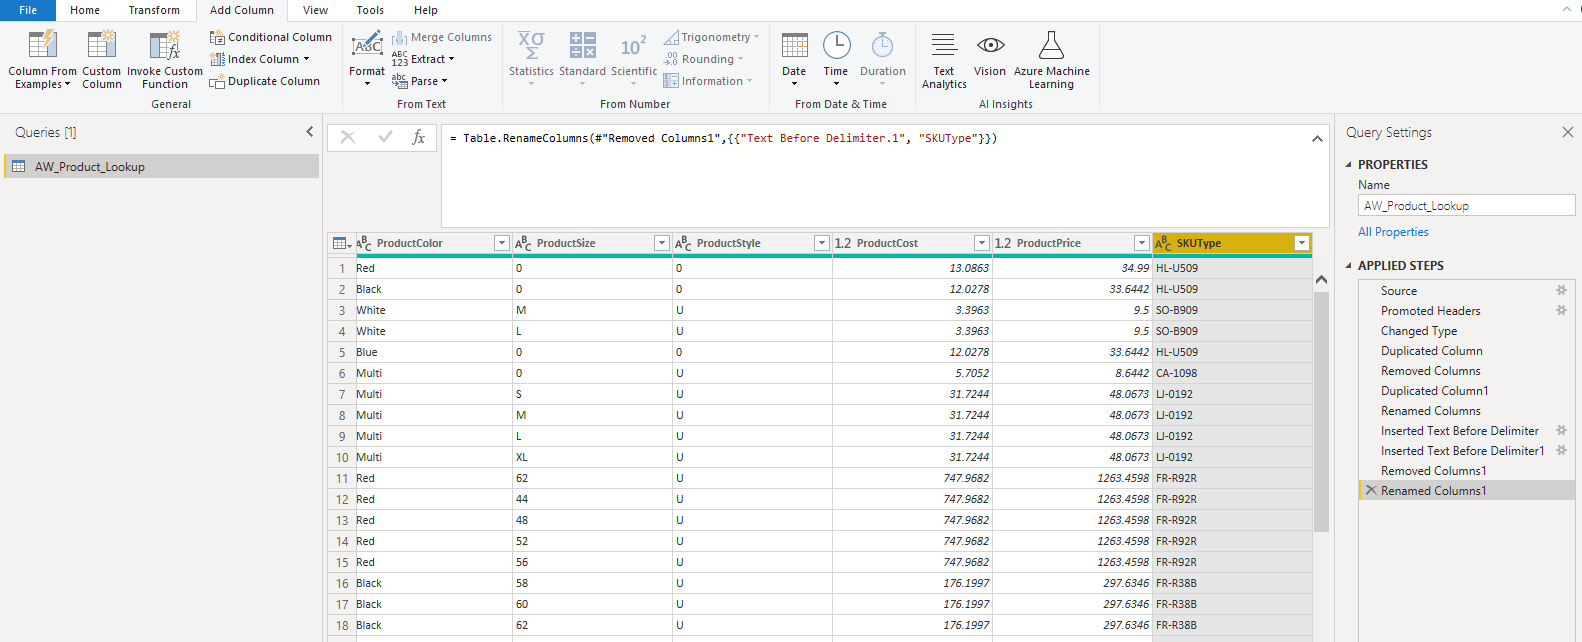 File Home Transform Add Column View Tools Help
Column From Examples
Custom Column
Invoke Custom Function
Conditional Column
Index Column
Duplicate Column
General
Format
Merge Columns
Extract
Parse
From Text
Statistics
Standard
Scientific
Trigonometry
Rounding
Information
From Number
Date
Time
Duration
From Date & Time
Text Analytics
Vision
Azure Machine Learning
AI Insights
Queries [1]
AW_Product_Lookup
fx
= Table.RenameColumns(#"Removed Columns1",{{"Text Before Delimiter.1", "SKUType"}})
ABC ProductColor ABC ProductSize ABC ProductStyle 1.2 ProductCost 1.2 ProductPrice ABC SKUType
1 Red 0 0 13.0863 34.99 HL-U509
2 Black 0 0 12.0278 33.6442 HL-U509
3 White M U 3.3963 9.5 SO-B909
4 White L U 3.3963 9.5 SO-B909
5 Blue 0 0 12.0278 33.6442 HL-U509
6 Multi 0 U 5.7052 8.6442 CA-1098
7 Multi S U 31.7244 48.0673 LJ-0192
8 Multi M U 31.7244 48.0673 LJ-0192
9 Multi L U 31.7244 48.0673 LJ-0192
10 Multi XL U 31.7244 48.0673 LJ-0192
11 Red 62 U 747.9682 1263.4598 FR-R92R
12 Red 44 U 747.9682 1263.4598 FR-R92R
13 Red 48 U 747.9682 1263.4598 FR-R92R
14 Red 52 U 747.9682 1263.4598 FR-R92R
15 Red 56 U 747.9682 1263.4598 FR-R92R
16 Black 58 U 176.1997 297.6346 FR-R38B
17 Black 60 U 176.1997 297.6346 FR-R38B
18 Black 62 U 176.1997 297.6346 FR-R38B
Query Settings
PROPERTIES
Name
AW_Product_Lookup
All Properties
APPLIED STEPS
Source
Promoted Headers
Changed Type
Duplicated Column
Removed Columns
Duplicated Column1
Renamed Columns
Inserted Text Before Delimiter
Inserted Text Before Delimiter1
Removed Columns1
Renamed Columns1